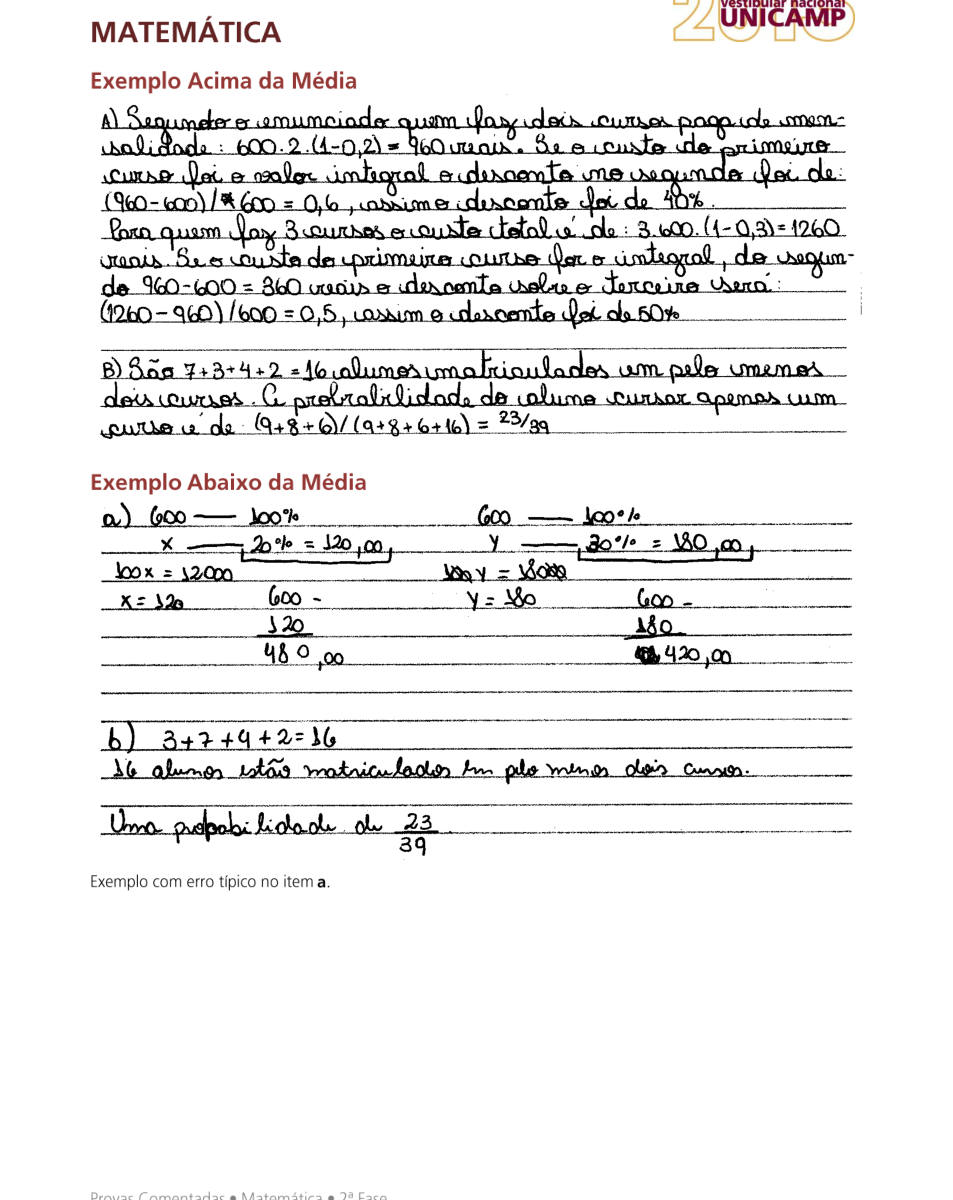 vestibular nacional
UNICAMP
MATEMÁTICA
Exemplo Acima da Média
A) Segundo o enunciado quem faz dois cursos paga de men-
salidade: 600.2.(1-0,2) = 960 reais. Se o custo do primeiro
curso foi o valor integral o desconto no segundo foi de:
(960-600)/600 = 0,6, assim o desconto foi de 40%.
Para quem faz 3 cursos o custo total é de: 3.600.(1-0,3)=1260
reais. Se o custo do primeiro curso for o integral, do segun-
do 960-600 = 360 reais o desconto sobre o terceiro será:
(1260-960)/600 = 0,5, assim o desconto foi de 50%
B) São 7+3+4+2 = 16 alunos matriculados em pelo menos
dois cursos. A probabilidade do aluno cursar apenas um
curso é de (9+8+6)/(9+8+6+16) = 23/39
Exemplo Abaixo da Média
a) 600 — 100% 600 — 100%
x — 20% = 120,00 y — 30% = 180,00
100x = 12000 100y = 18000
x = 120 600 - y = 180 600 -
120 180
480,00 420,00
b) 3+7+4+2=16
16 alunos estão matriculados em pelo menos dois cursos.
Uma probabilidade de 23
39
Exemplo com erro típico no item a.
Provas Comentadas • Matemática • 2ª Fase